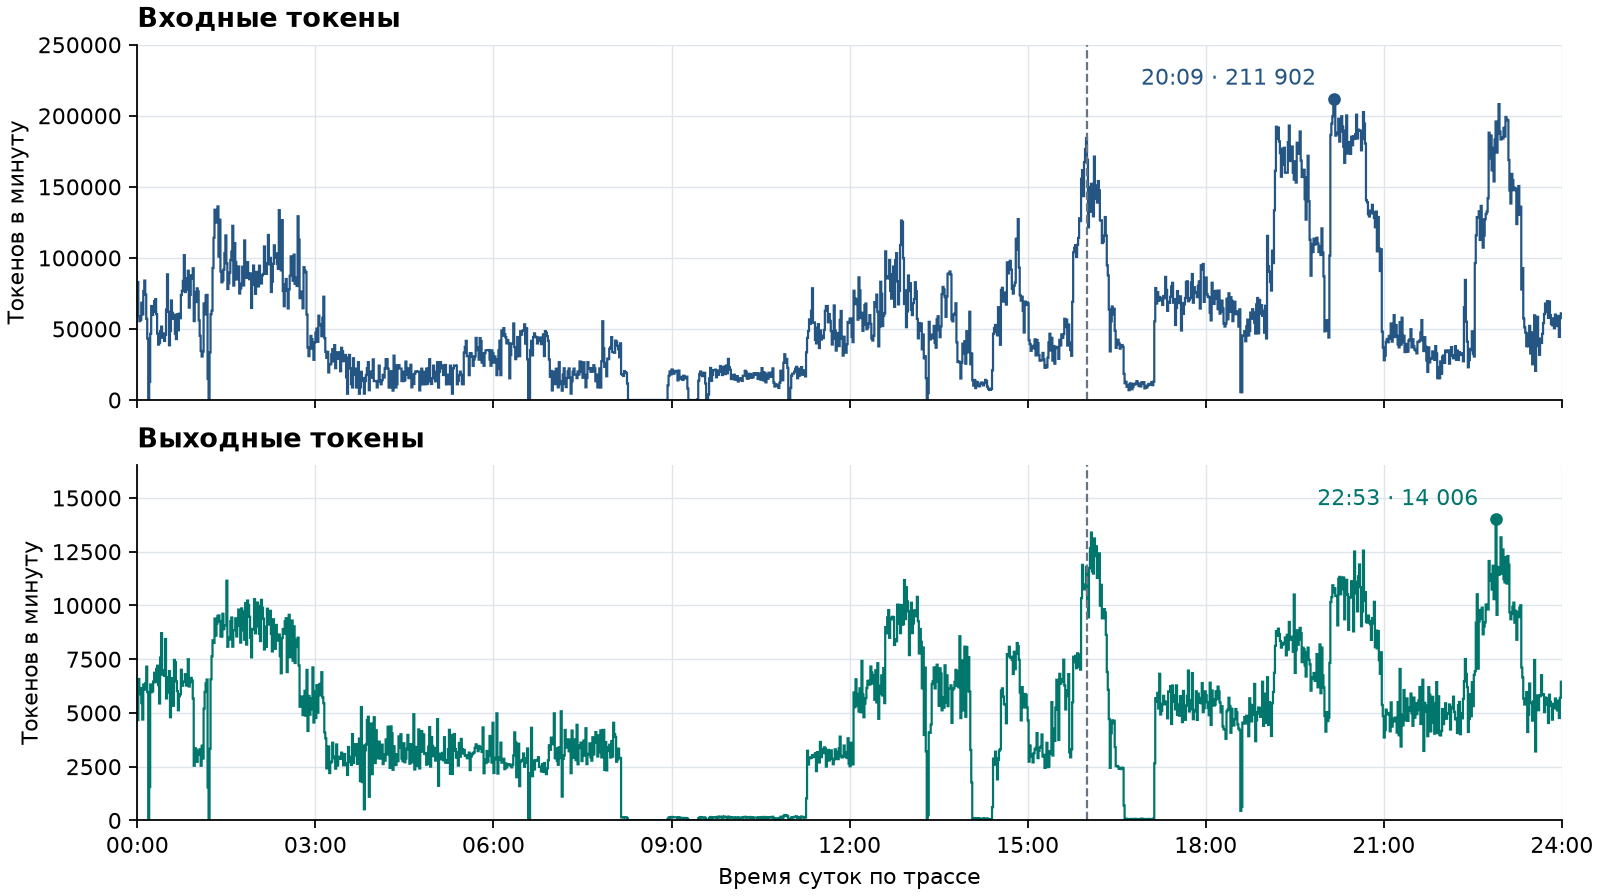 Входные токены
Токенов в минуту
250000
200000
150000
100000
50000
0
20:09 · 211 902
Выходные токены
Токенов в минуту
15000
12500
10000
7500
5000
2500
0
22:53 · 14 006
00:00 03:00 06:00 09:00 12:00 15:00 18:00 21:00 24:00
Время суток по трассе